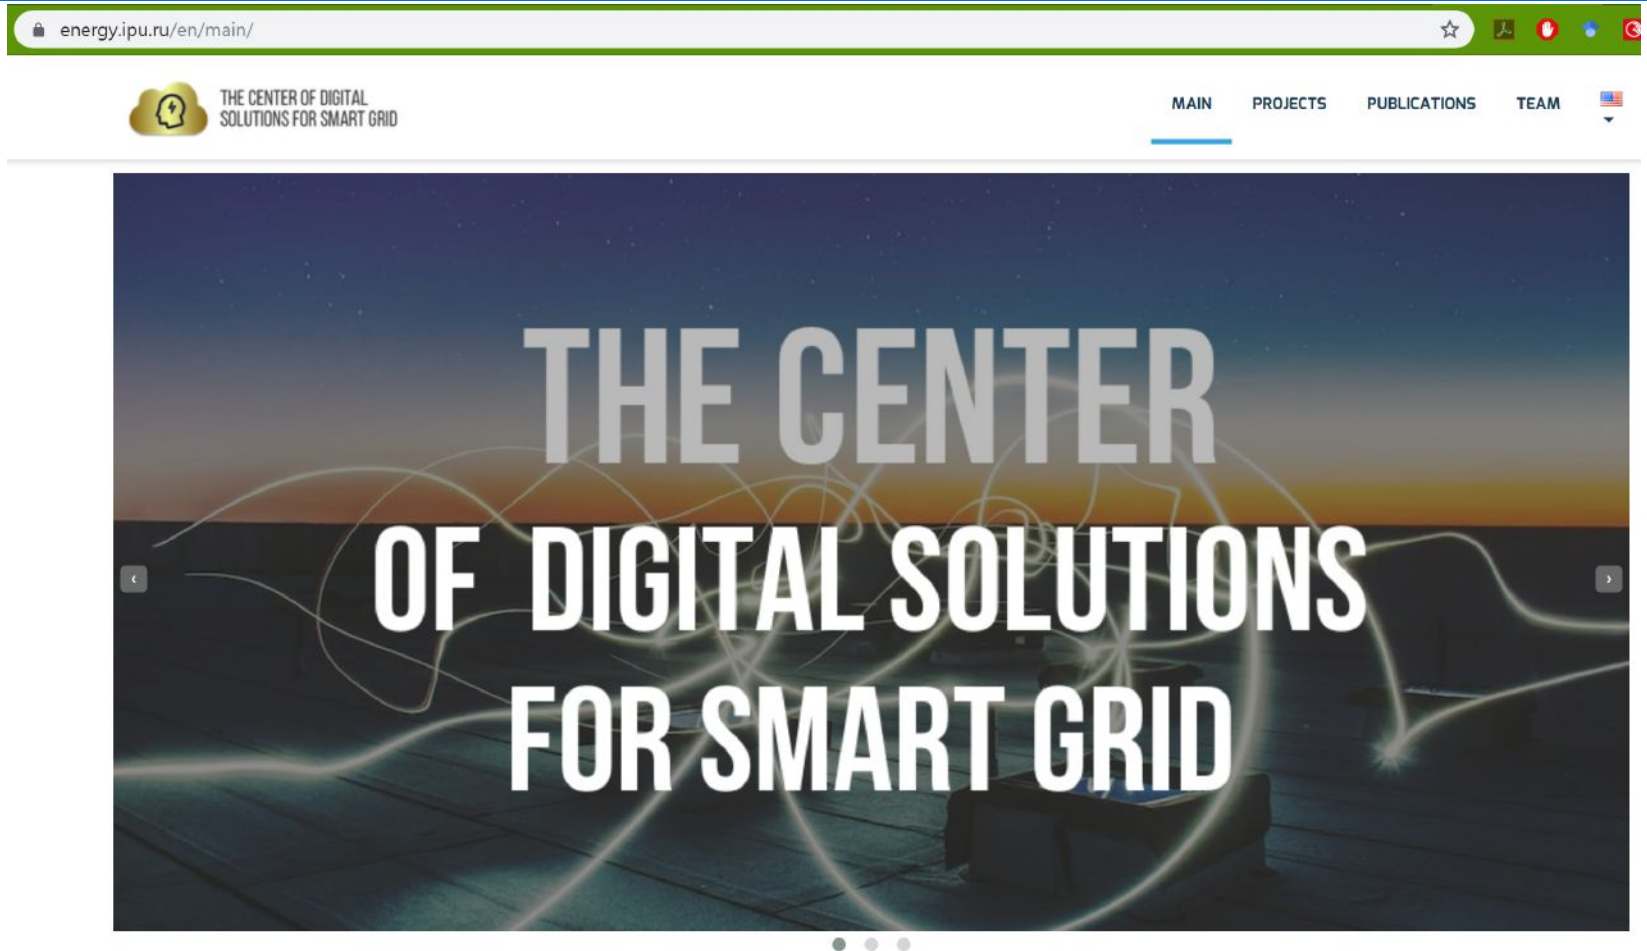 energy.ipu.ru/en/main/
THE CENTER OF DIGITAL
SOLUTIONS FOR SMART GRID
MAIN PROJECTS PUBLICATIONS TEAM
THE CENTER
OF DIGITAL SOLUTIONS
FOR SMART GRID